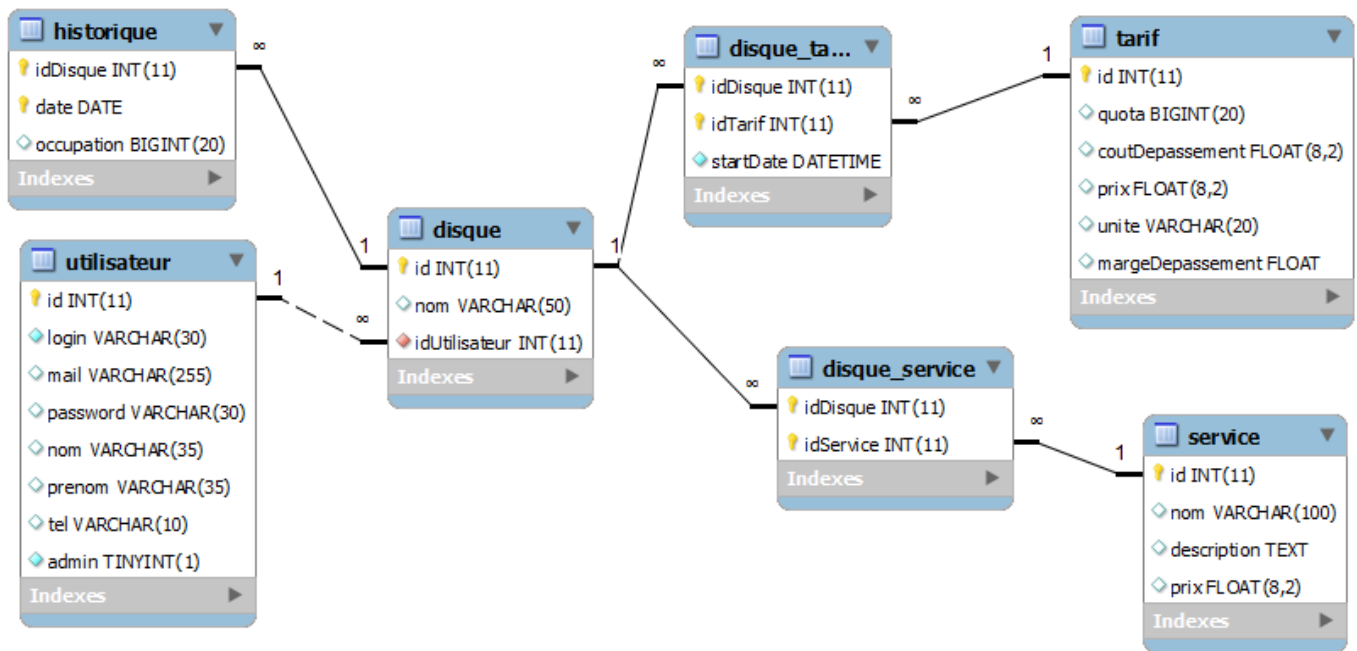 historique
idDisque INT(11)
date DATE
occupation BIGINT(20)
Indexes
∞
1
utilisateur
id INT(11)
login VARCHAR(30)
mail VARCHAR(255)
password VARCHAR(30)
nom VARCHAR(35)
prenom VARCHAR(35)
tel VARCHAR(10)
admin TINYINT(1)
Indexes
1
∞
disque
id INT(11)
nom VARCHAR(50)
idUtilisateur INT(11)
Indexes
1
∞
disque_ta...
idDisque INT(11)
idTarif INT(11)
startDate DATETIME
Indexes
∞
1
tarif
id INT(11)
quota BIGINT(20)
coutDepassement FLOAT(8,2)
prix FLOAT(8,2)
unite VARCHAR(20)
margeDepassement FLOAT
Indexes
∞
disque_service
idDisque INT(11)
idService INT(11)
Indexes
∞
1
service
id INT(11)
nom VARCHAR(100)
description TEXT
prix FLOAT(8,2)
Indexes